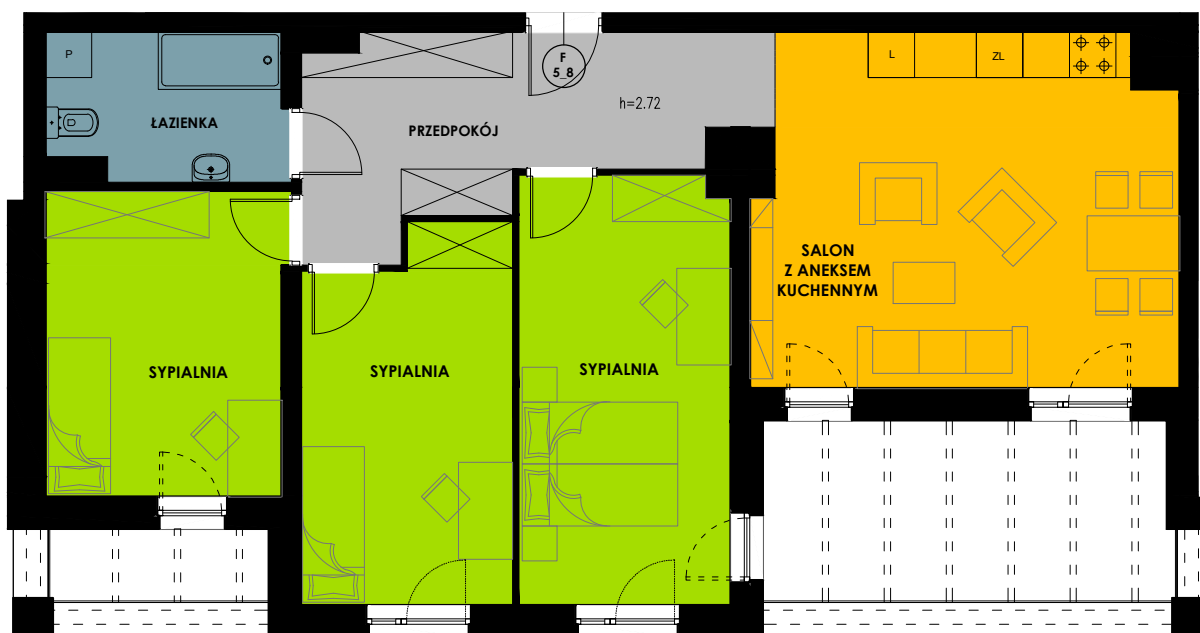 P
ŁAZIENKA
PRZEDPOKÓJ
F
5_8
h=2.72
L
ZL
SALON
Z ANEKSEM
KUCHENNYM
SYPIALNIA
SYPIALNIA
SYPIALNIA